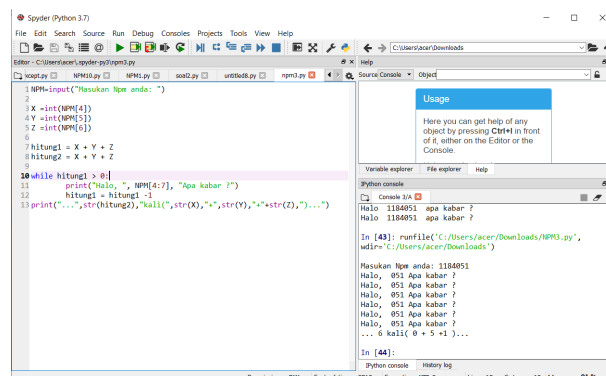 Spyder (Python 3.7)
File Edit Search Source Run Debug Consoles Projects Tools View Help
C:\Users\acer\Downloads
Editor - C:\Users\acer\.spyder-py3\npm3.py
Help
xcept.py NPM10.py NPM1.py soal2.py untitled8.py npm3.py
Source Console Object
1 NPM=input("Masukan Npm anda: ")
2
3 X =int(NPM[4])
4 Y =int(NPM[5])
5 Z =int(NPM[6])
6
7 hitung1 = X + Y + Z
8 hitung2 = X + Y + Z
9
10 while hitung1 > 0:
11 print("Halo, ", NPM[4:7], "Apa kabar ?")
12 hitung1 = hitung1 -1
13 print("...",str(hitung2),"kali(",str(X),"+",str(Y),"+"+str(Z),")...")
Usage
Here you can get help of any
object by pressing Ctrl+I in front
of it, either on the Editor or the
Console.
Variable explorer File explorer Help
IPython console
Console 3/A
Halo 1184051 apa kabar ?
Halo 1184051 apa kabar ?
In [43]: runfile('C:/Users/acer/Downloads/NPM3.py',
wdir='C:/Users/acer/Downloads')
Masukan Npm anda: 1184051
Halo, 051 Apa kabar ?
Halo, 051 Apa kabar ?
Halo, 051 Apa kabar ?
Halo, 051 Apa kabar ?
Halo, 051 Apa kabar ?
Halo, 051 Apa kabar ?
... 6 kali( 0 + 5 +1 )...
In [44]:
IPython console History log